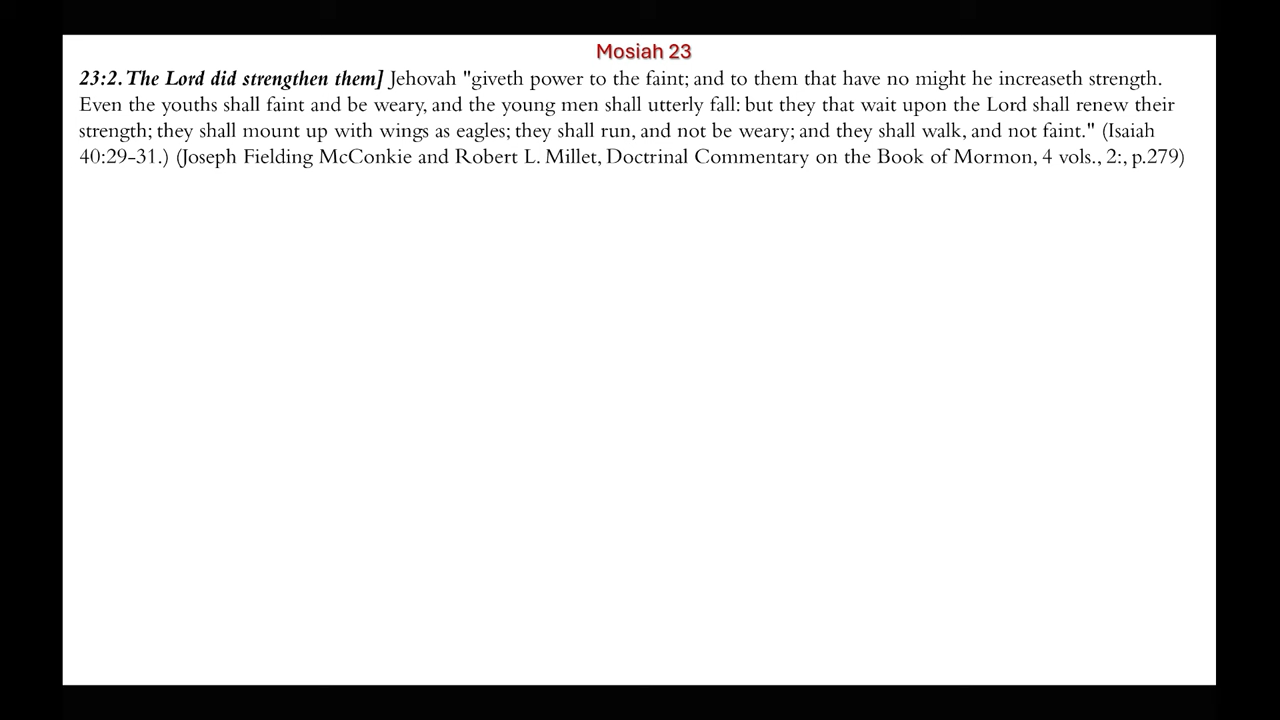 Mosiah 23
23:2. The Lord did strengthen them] Jehovah "giveth power to the faint; and to them that have no might he increaseth strength.
Even the youths shall faint and be weary, and the young men shall utterly fall: but they that wait upon the Lord shall renew their
strength; they shall mount up with wings as eagles; they shall run, and not be weary; and they shall walk, and not faint." (Isaiah
40:29-31.) (Joseph Fielding McConkie and Robert L. Millet, Doctrinal Commentary on the Book of Mormon, 4 vols., 2:, p.279)